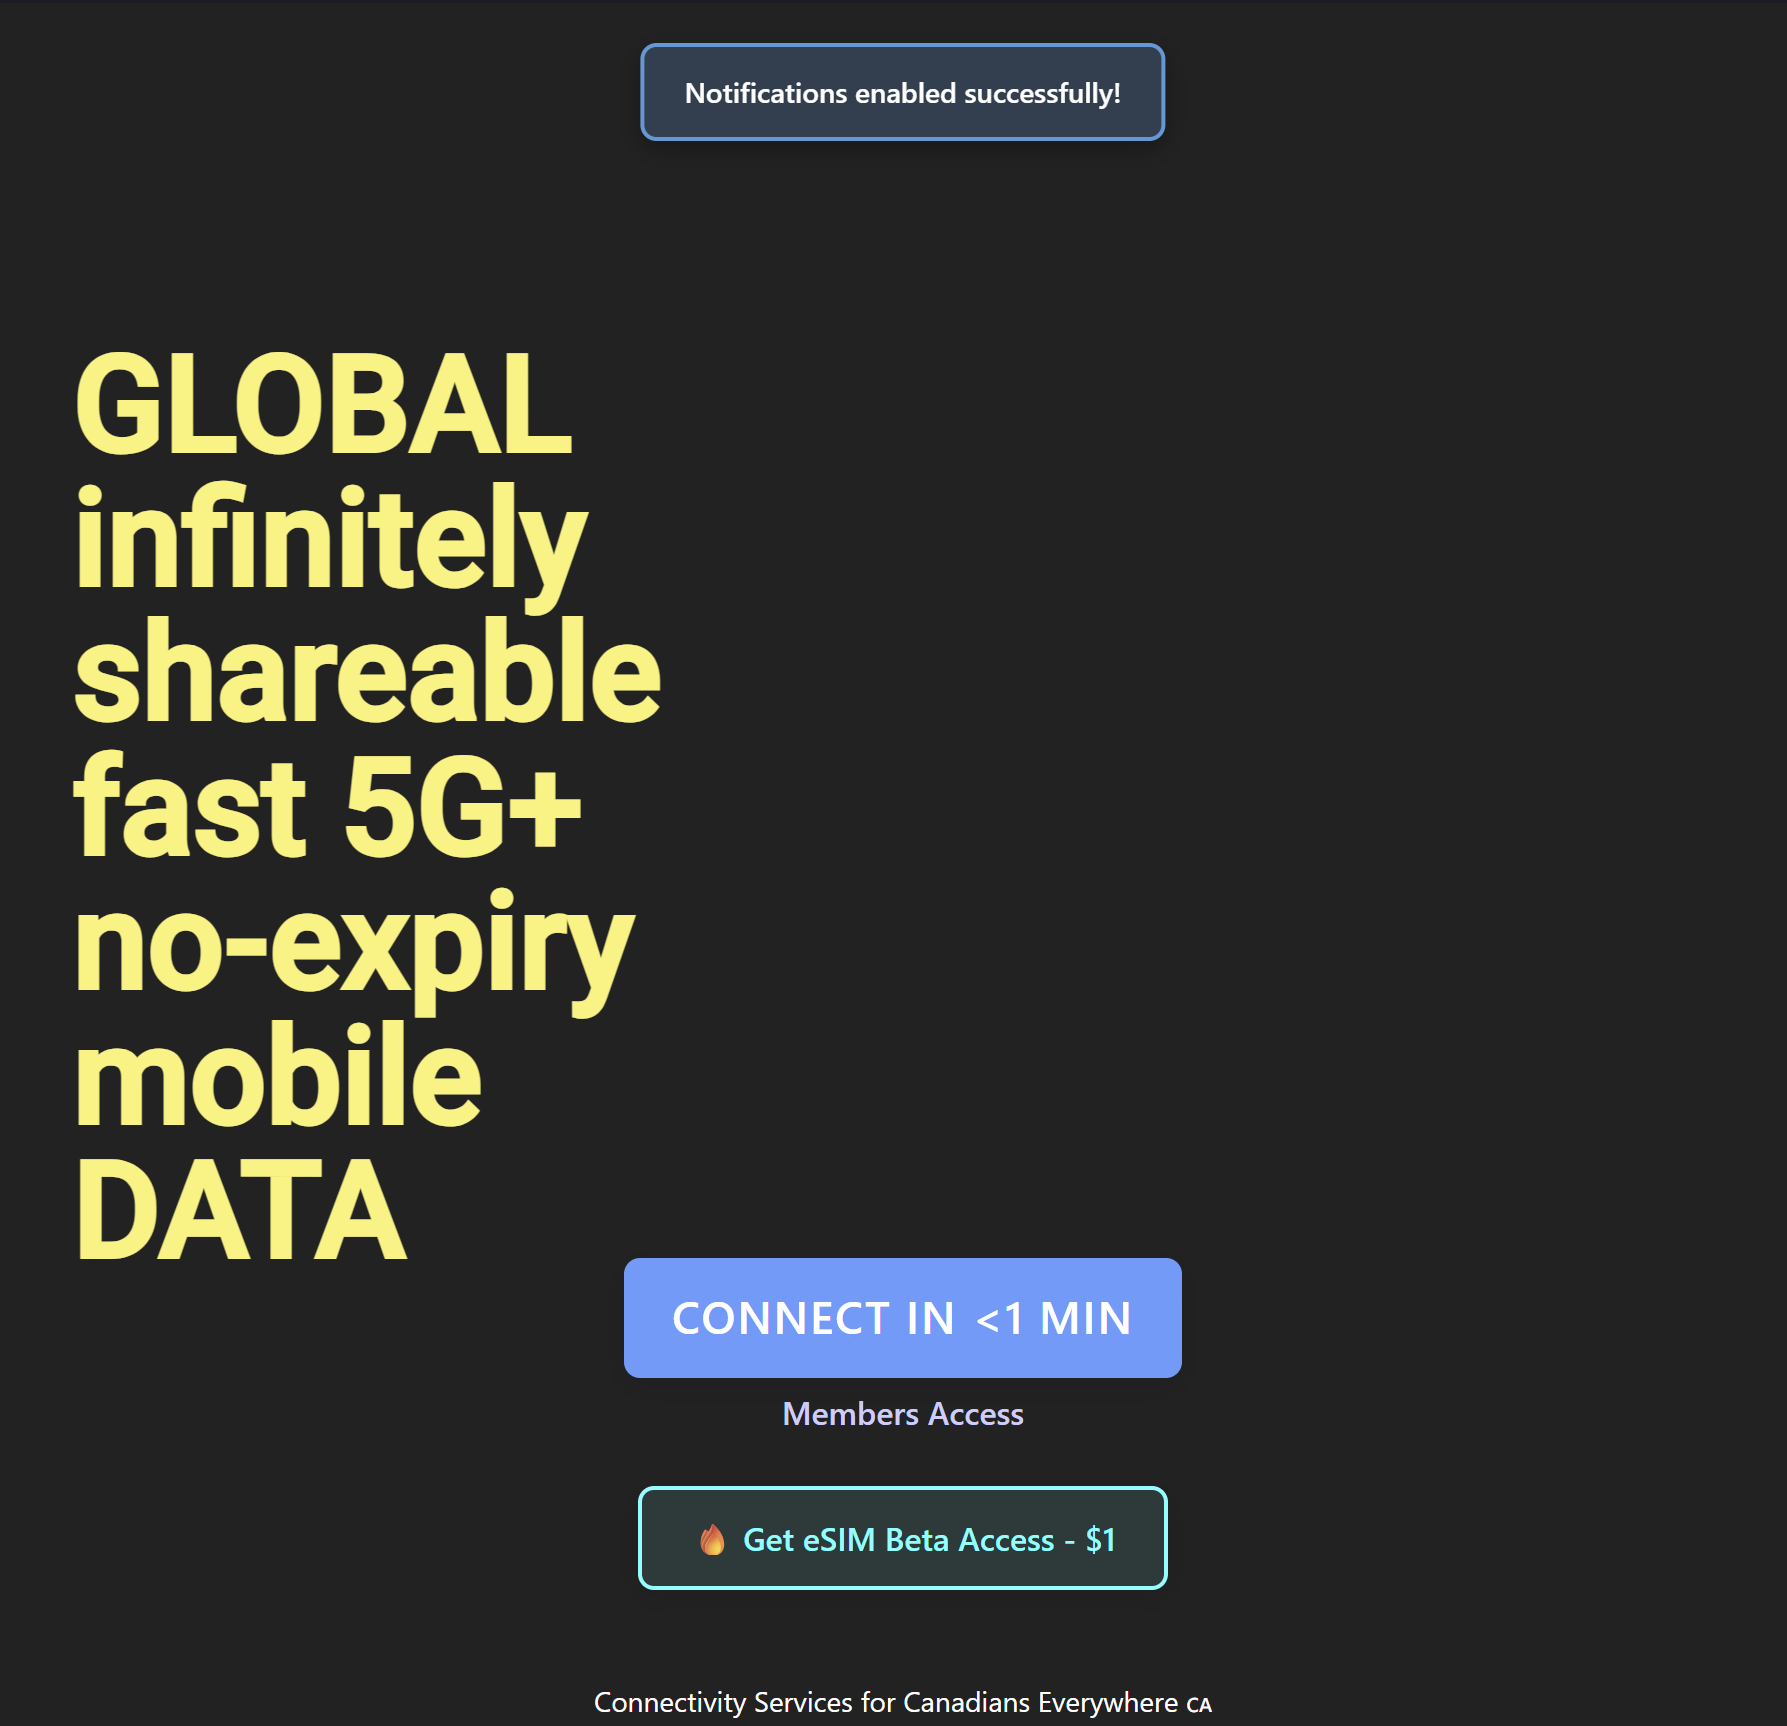 Notifications enabled successfully!
GLOBAL
infinitely
shareable
fast 5G+
no-expiry
mobile
DATA
CONNECT IN <1 MIN
Members Access
🔥 Get eSIM Beta Access - $1
Connectivity Services for Canadians Everywhere CA